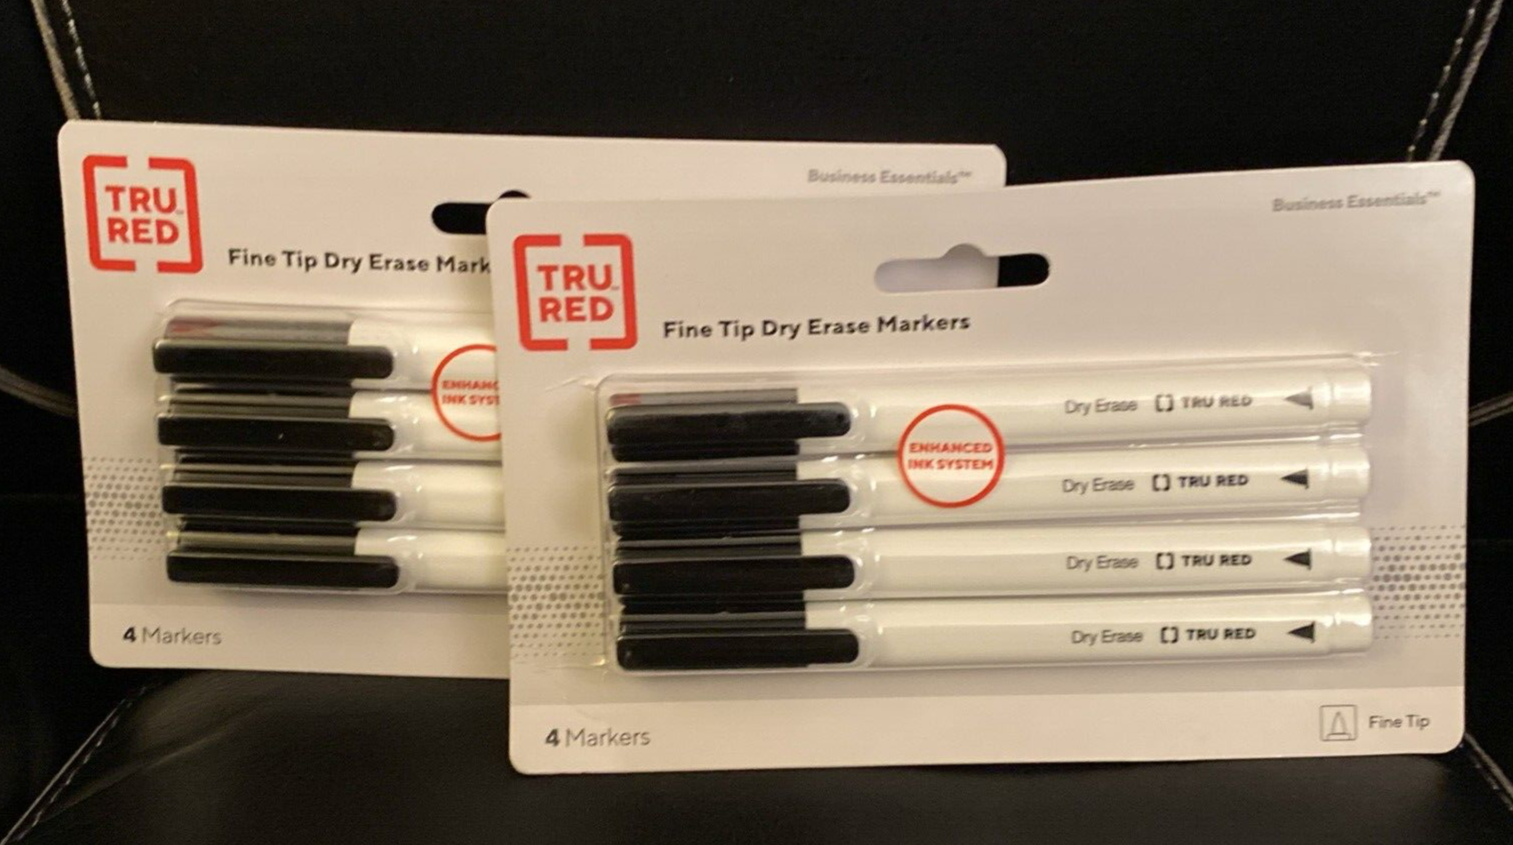 TRU
RED
Business Essentials™
Fine Tip Dry Erase Mark
ENHANC
INK SYST
4 Markers
TRU
RED™
Business Essentials™
Fine Tip Dry Erase Markers
ENHANCED
INK SYSTEM
Dry Erase [] TRU RED
Dry Erase [] TRU RED
Dry Erase [] TRU RED
Dry Erase [] TRU RED
4 Markers
Fine Tip